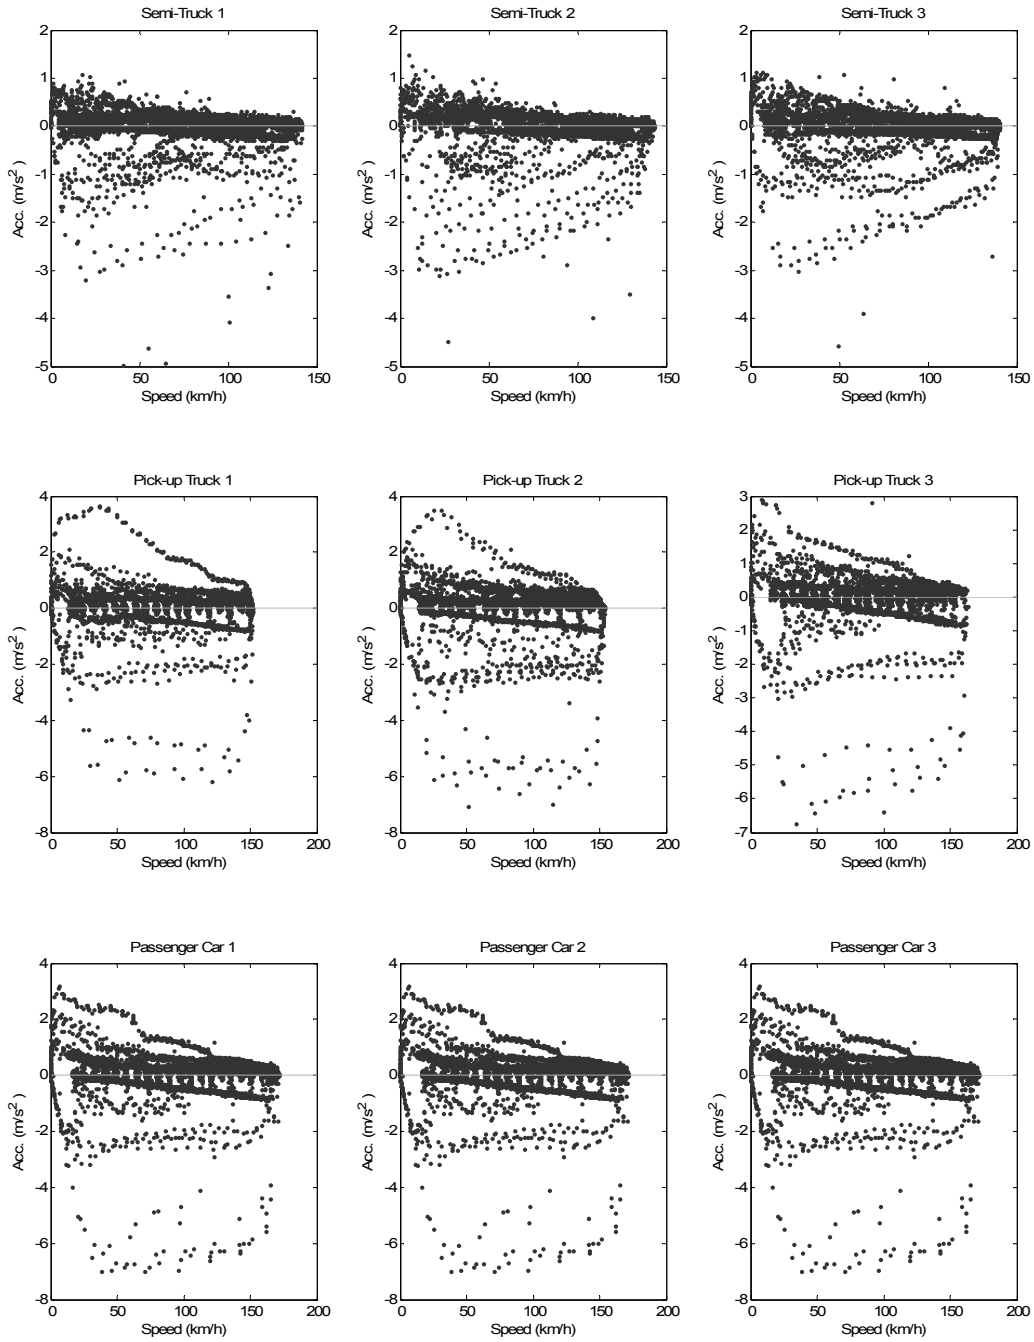 Semi-Truck 1
Semi-Truck 2
Semi-Truck 3
2
1
0
-1
-2
-3
-4
-5
Acc. (m/s²)
0 50 100 150
Speed (km/h)
2
1
0
-1
-2
-3
-4
-5
Acc. (m/s²)
0 50 100 150
Speed (km/h)
2
1
0
-1
-2
-3
-4
-5
Acc. (m/s²)
0 50 100 150
Speed (km/h)
Pick-up Truck 1
Pick-up Truck 2
Pick-up Truck 3
4
2
0
-2
-4
-6
-8
Acc. (m/s²)
0 50 100 150 200
Speed (km/h)
4
2
0
-2
-4
-6
-8
Acc. (m/s²)
0 50 100 150 200
Speed (km/h)
3
2
1
0
-1
-2
-3
-4
-5
-6
-7
Acc. (m/s²)
0 50 100 150 200
Speed (km/h)
Passenger Car 1
Passenger Car 2
Passenger Car 3
4
2
0
-2
-4
-6
-8
Acc. (m/s²)
0 50 100 150 200
Speed (km/h)
4
2
0
-2
-4
-6
-8
Acc. (m/s²)
0 50 100 150 200
Speed (km/h)
4
2
0
-2
-4
-6
-8
Acc. (m/s²)
0 50 100 150 200
Speed (km/h)